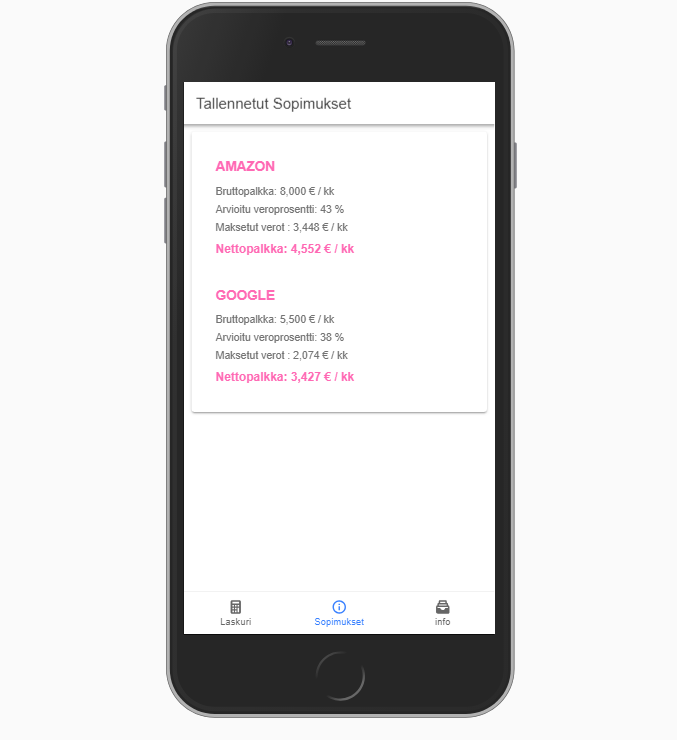 Tallennetut Sopimukset
AMAZON
Bruttopalkka: 8,000 € / kk
Arvioitu veroprosentti: 43 %
Maksetut verot : 3,448 € / kk
Nettopalkka: 4,552 € / kk
GOOGLE
Bruttopalkka: 5,500 € / kk
Arvioitu veroprosentti: 38 %
Maksetut verot : 2,074 € / kk
Nettopalkka: 3,427 € / kk
Laskuri
Sopimukset
info